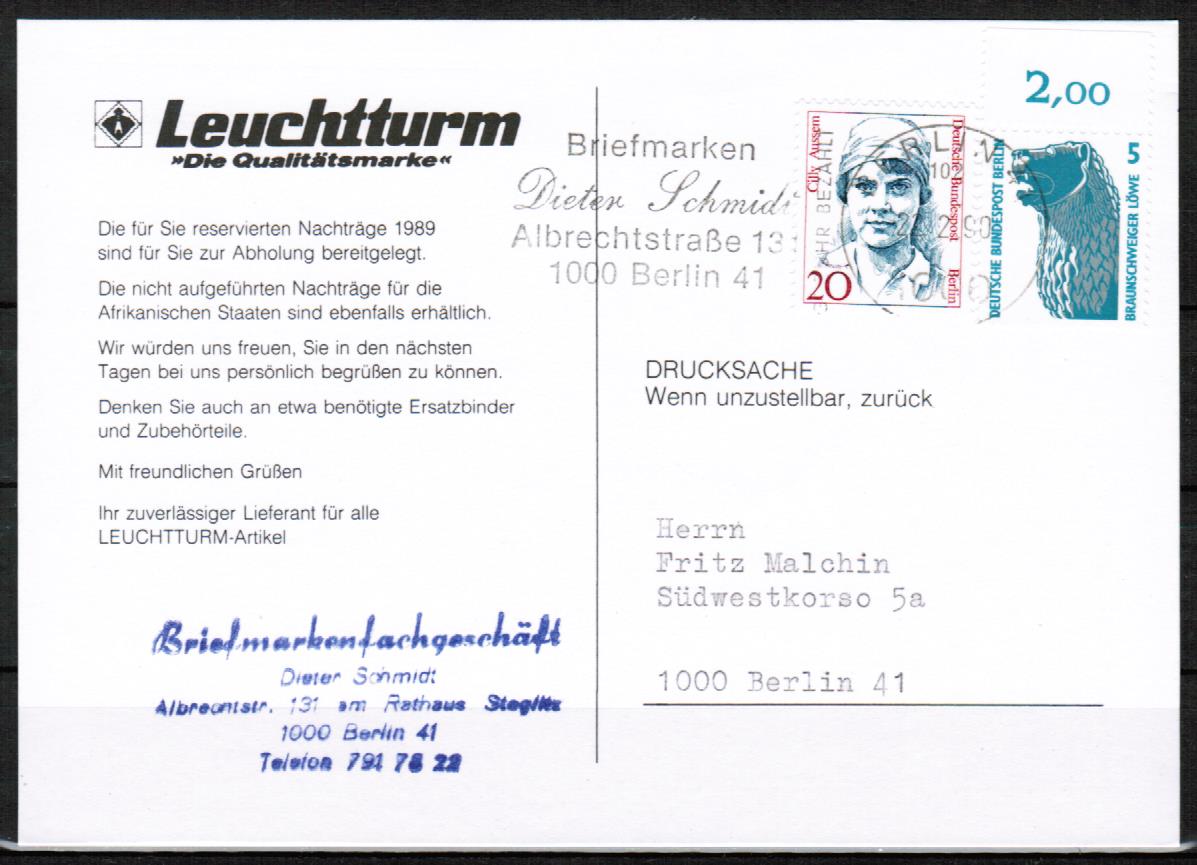 Leuchtturm
»Die Qualitätsmarke«
Die für Sie reservierten Nachträge 1989
sind für Sie zur Abholung bereitgelegt.
Die nicht aufgeführten Nachträge für die
Afrikanischen Staaten sind ebenfalls erhältlich.
Wir würden uns freuen, Sie in den nächsten
Tagen bei uns persönlich begrüßen zu können.
Denken Sie auch an etwa benötigte Ersatzbinder
und Zubehörteile.
Mit freundlichen Grüßen
Ihr zuverlässiger Lieferant für alle
LEUCHTTURM-Artikel
Briefmarkenfachgeschäft
Dieter Schmidt
Albrechtstr. 131 am Rathaus Steglitz
1000 Berlin 41
Telefon 791 78 22
Briefmarken
Dieter Schmidt
Albrechtstraße 131
1000 Berlin 41
BEZAHLT
Cilly Aussem
Deutsche Bundespost Berlin
20
2,00
5
DEUTSCHE BUNDESPOST BERLIN
BRAUNSCHWEIGER LÖWE
DRUCKSACHE
Wenn unzustellbar, zurück
Herrn
Fritz Malchin
Südwestkorso 5a
1000 Berlin 41